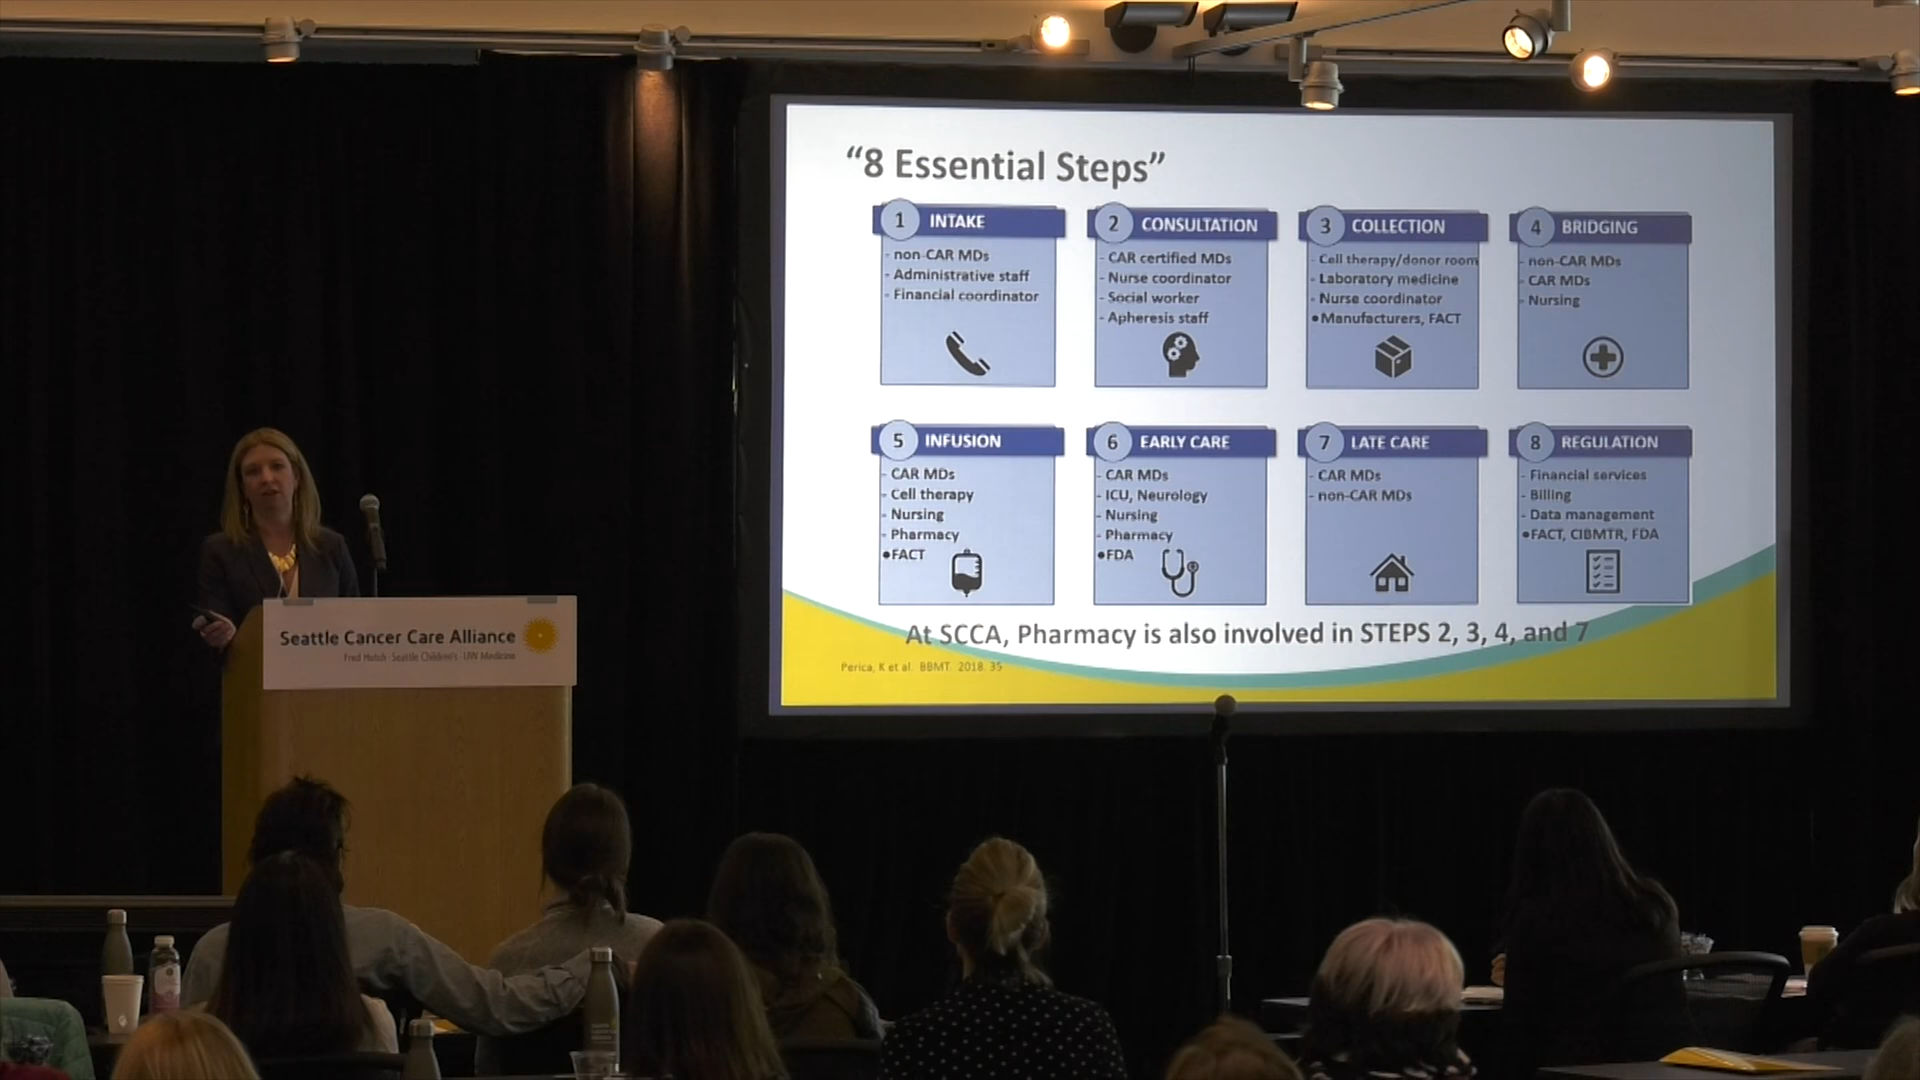 “8 Essential Steps”
1 INTAKE
- non-CAR MDs
- Administrative staff
- Financial coordinator
2 CONSULTATION
- CAR certified MDs
- Nurse coordinator
- Social worker
- Apheresis staff
3 COLLECTION
- Cell therapy/donor room
- Laboratory medicine
- Nurse coordinator
•Manufacturers, FACT
4 BRIDGING
- non-CAR MDs
- CAR MDs
- Nursing
5 INFUSION
- CAR MDs
- Cell therapy
- Nursing
- Pharmacy
•FACT
6 EARLY CARE
- CAR MDs
- ICU, Neurology
- Nursing
- Pharmacy
•FDA
7 LATE CARE
- CAR MDs
- non-CAR MDs
8 REGULATION
- Financial services
- Billing
- Data management
•FACT, CIBMTR, FDA
At SCCA, Pharmacy is also involved in STEPS 2, 3, 4, and 7
Perica, K et al. BBMT. 2018. 35
Seattle Cancer Care Alliance
Fred Hutch · Seattle Children's · UW Medicine